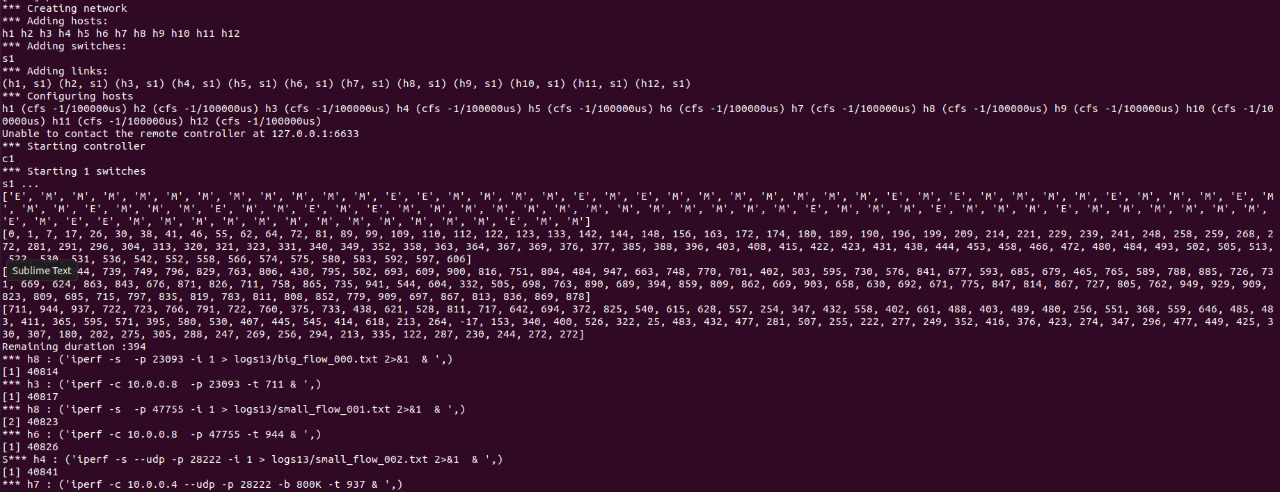 *** Creating network
*** Adding hosts:
h1 h2 h3 h4 h5 h6 h7 h8 h9 h10 h11 h12
*** Adding switches:
s1
*** Adding links:
(h1, s1) (h2, s1) (h3, s1) (h4, s1) (h5, s1) (h6, s1) (h7, s1) (h8, s1) (h9, s1) (h10, s1) (h11, s1) (h12, s1)
*** Configuring hosts
h1 (cfs -1/100000us) h2 (cfs -1/100000us) h3 (cfs -1/100000us) h4 (cfs -1/100000us) h5 (cfs -1/100000us) h6 (cfs -1/100000us) h7 (cfs -1/100000us) h8 (cfs -1/100000us) h9 (cfs -1/100000us) h10 (cfs -1/10
0000us) h11 (cfs -1/100000us) h12 (cfs -1/100000us)
Unable to contact the remote controller at 127.0.0.1:6633
*** Starting controller
c1
*** Starting 1 switches
s1 ...
['E', 'M', 'M', 'M', 'M', 'M', 'M', 'M', 'M', 'M', 'M', 'M', 'E', 'E', 'M', 'M', 'M', 'M', 'E', 'M', 'E', 'M', 'M', 'M', 'M', 'M', 'M', 'M', 'E', 'M', 'E', 'M', 'M', 'M', 'M', 'M', 'M', 'M', 'M', 'E', 'M
', 'M', 'M', 'E', 'M', 'M', 'M', 'E', 'M', 'M', 'E', 'M', 'E', 'M', 'M', 'M', 'M', 'M', 'M', 'M', 'M', 'M', 'M', 'M', 'M', 'M', 'E', 'M', 'M', 'M', 'E', 'M', 'M', 'M', 'E', 'M', 'M', 'M', 'M', 'M', 'M',
'E', 'M', 'E', 'E', 'M', 'M', 'M', 'M', 'M', 'M', 'M', 'M', 'M', 'M', 'M', 'M', 'E', 'M', 'M']
[0, 1, 7, 17, 26, 30, 38, 41, 46, 55, 62, 64, 72, 81, 89, 99, 109, 110, 112, 122, 123, 133, 142, 144, 148, 156, 163, 172, 174, 180, 189, 190, 196, 199, 209, 214, 221, 229, 239, 241, 248, 258, 259, 268, 2
72, 281, 291, 296, 304, 313, 320, 321, 323, 331, 340, 349, 352, 358, 363, 364, 367, 369, 376, 377, 385, 388, 396, 403, 408, 415, 422, 423, 431, 438, 444, 453, 458, 466, 472, 480, 484, 493, 502, 505, 513,
522, 530, 531, 536, 542, 552, 558, 566, 574, 575, 580, 583, 592, 597, 606]
Sublime Text
[ 44, 739, 749, 796, 829, 763, 806, 430, 795, 502, 693, 609, 900, 816, 751, 804, 484, 947, 663, 748, 770, 701, 402, 503, 595, 730, 576, 841, 677, 593, 685, 679, 465, 765, 589, 788, 885, 726, 73
1, 669, 624, 863, 843, 676, 871, 826, 711, 758, 865, 735, 941, 544, 604, 332, 505, 698, 763, 890, 689, 394, 859, 809, 862, 669, 903, 658, 630, 692, 671, 775, 847, 814, 867, 727, 805, 762, 949, 929, 909,
823, 809, 685, 715, 797, 835, 819, 783, 811, 808, 852, 779, 909, 697, 867, 813, 836, 869, 878]
[711, 944, 937, 722, 723, 766, 791, 722, 760, 375, 733, 438, 621, 528, 811, 717, 642, 694, 372, 825, 540, 615, 628, 557, 254, 347, 432, 558, 402, 661, 488, 403, 489, 480, 256, 551, 368, 559, 646, 485, 48
3, 411, 365, 595, 571, 395, 580, 530, 407, 445, 545, 414, 618, 213, 264, -17, 153, 340, 400, 526, 322, 25, 483, 432, 477, 281, 507, 255, 222, 277, 249, 352, 416, 376, 423, 274, 347, 296, 477, 449, 425, 3
30, 307, 180, 202, 275, 305, 288, 247, 269, 256, 294, 213, 335, 122, 287, 230, 244, 272, 272]
Remaining duration :394
*** h8 : ('iperf -s  -p 23093 -i 1 > logs13/big_flow_000.txt 2>&1  & ',)
[1] 40814
*** h3 : ('iperf -c 10.0.0.8  -p 23093 -t 711 & ',)
[1] 40817
*** h8 : ('iperf -s  -p 47755 -i 1 > logs13/small_flow_001.txt 2>&1  & ',)
[2] 40823
*** h6 : ('iperf -c 10.0.0.8  -p 47755 -t 944 & ',)
[1] 40826
S*** h4 : ('iperf -s --udp -p 28222 -i 1 > logs13/small_flow_002.txt 2>&1  & ',)
[1] 40841
*** h7 : ('iperf -c 10.0.0.4 --udp -p 28222 -b 800K -t 937 & ',)